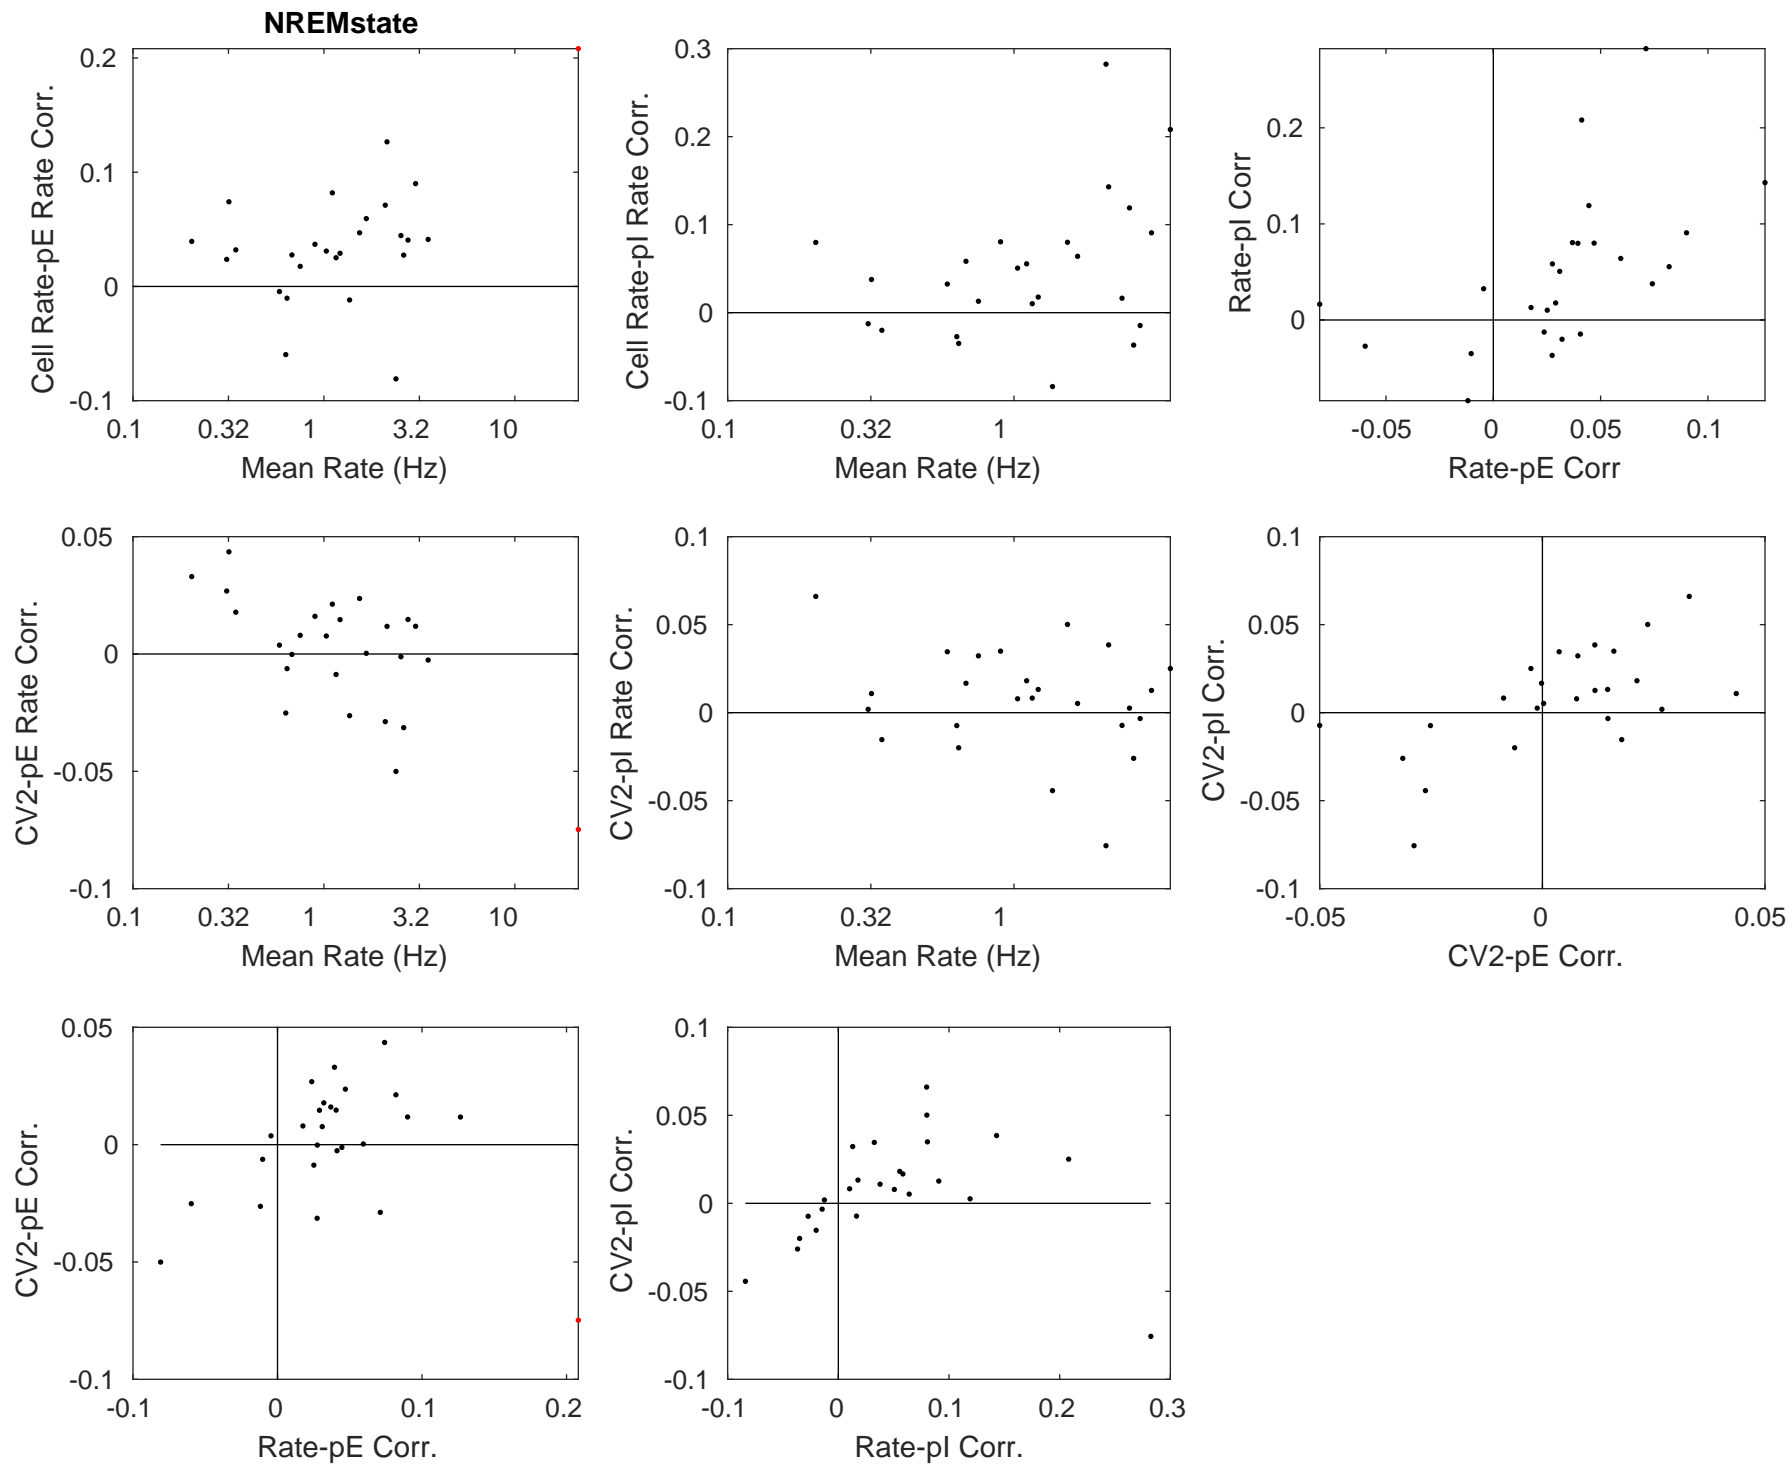 NREMstate
Cell Rate-pE Rate Corr.
0.2
0.1
0
-0.1
0.1 0.32 1 3.2 10
Mean Rate (Hz)
Cell Rate-pI Rate Corr.
0.3
0.2
0.1
0
-0.1
0.1 0.32 1
Mean Rate (Hz)
Rate-pI Corr
0.2
0.1
0
-0.05 0 0.05 0.1
Rate-pE Corr
CV2-pE Rate Corr.
0.05
0
-0.05
-0.1
0.1 0.32 1 3.2 10
Mean Rate (Hz)
CV2-pI Rate Corr.
0.1
0.05
0
-0.05
-0.1
0.1 0.32 1
Mean Rate (Hz)
CV2-pI Corr.
0.1
0.05
0
-0.05
-0.1
-0.05 0 0.05
CV2-pE Corr.
CV2-pE Corr.
0.05
0
-0.05
-0.1
-0.1 0 0.1 0.2
Rate-pE Corr.
CV2-pI Corr.
0.1
0.05
0
-0.05
-0.1
-0.1 0 0.1 0.2 0.3
Rate-pI Corr.